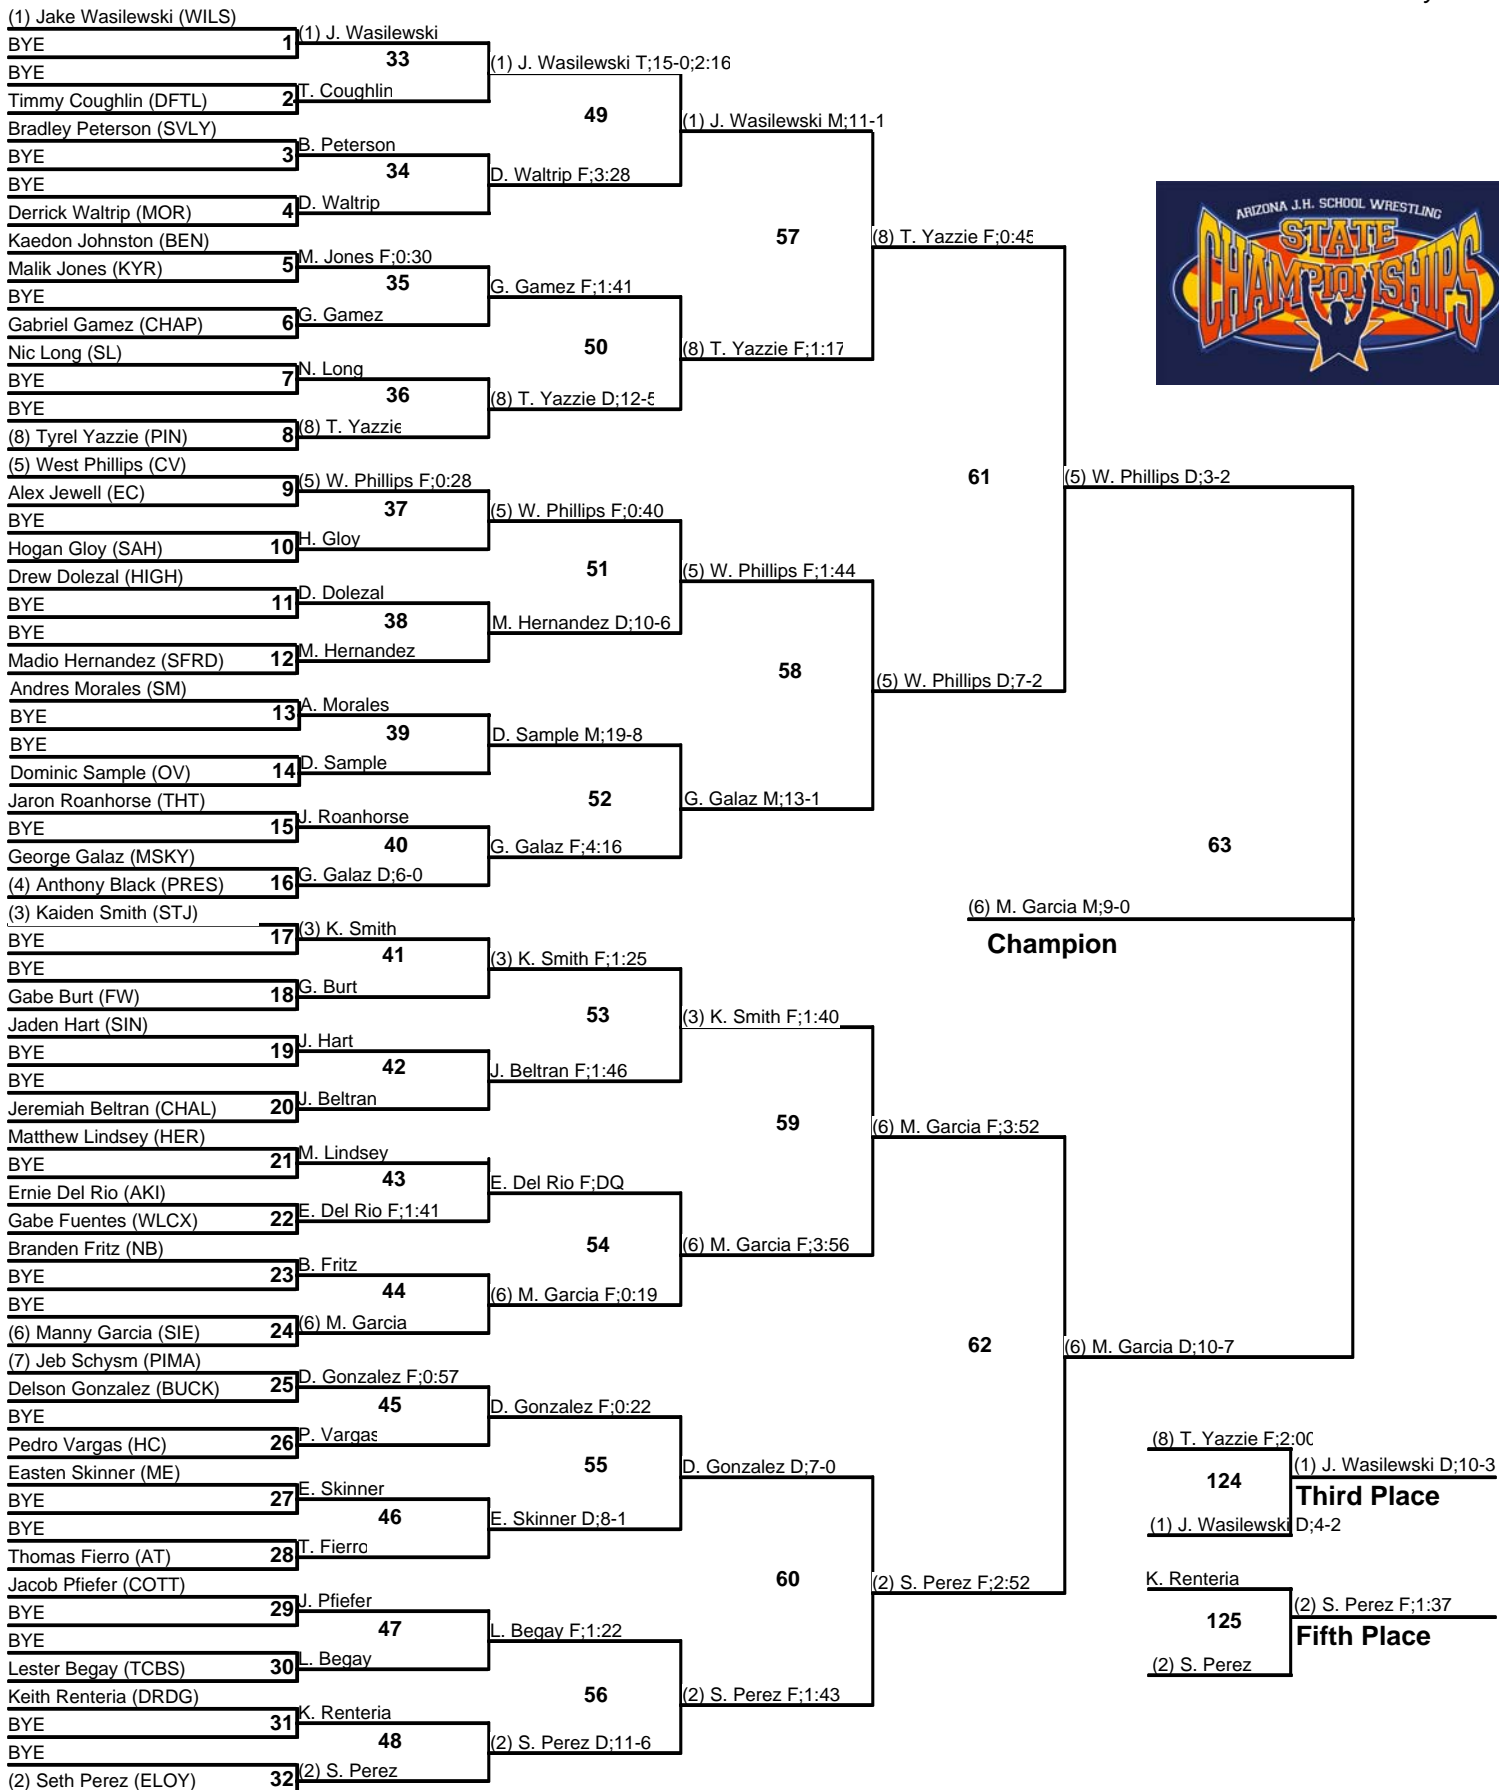 (1) Jake Wasilewski (WILS)
BYE
1
BYE
Timmy Coughlin (DFTL)
2
Bradley Peterson (SVLY)
BYE
3
BYE
Derrick Waltrip (MOR)
4
Kaedon Johnston (BEN)
Malik Jones (KYR)
5
BYE
Gabriel Gamez (CHAP)
6
Nic Long (SL)
BYE
7
BYE
(8) Tyrel Yazzie (PIN)
8
(5) West Phillips (CV)
Alex Jewell (EC)
9
BYE
Hogan Gloy (SAH)
10
Drew Dolezal (HIGH)
BYE
11
BYE
Madio Hernandez (SFRD)
12
Andres Morales (SM)
BYE
13
BYE
Dominic Sample (OV)
14
Jaron Roanhorse (THT)
BYE
15
George Galaz (MSKY)
(4) Anthony Black (PRES)
16
(3) Kaiden Smith (STJ)
BYE
17
BYE
Gabe Burt (FW)
18
Jaden Hart (SIN)
BYE
19
BYE
Jeremiah Beltran (CHAL)
20
Matthew Lindsey (HER)
BYE
21
Ernie Del Rio (AKI)
Gabe Fuentes (WLCX)
22
Branden Fritz (NB)
BYE
23
BYE
(6) Manny Garcia (SIE)
24
(7) Jeb Schysm (PIMA)
Delson Gonzalez (BUCK)
25
BYE
Pedro Vargas (HC)
26
Easten Skinner (ME)
BYE
27
BYE
Thomas Fierro (AT)
28
Jacob Pfiefer (COTT)
BYE
29
BYE
Lester Begay (TCBS)
30
Keith Renteria (DRDG)
BYE
31
BYE
(2) Seth Perez (ELOY)
32
(1) J. Wasilewski
33
T. Coughlin
B. Peterson
34
D. Waltrip
M. Jones F;0:30
35
G. Gamez
N. Long
36
(8) T. Yazzie
(5) W. Phillips F;0:28
37
H. Gloy
D. Dolezal
38
M. Hernandez
A. Morales
39
D. Sample
J. Roanhorse
40
G. Galaz D;6-0
(3) K. Smith
41
G. Burt
J. Hart
42
J. Beltran
M. Lindsey
43
E. Del Rio F;1:41
B. Fritz
44
(6) M. Garcia
D. Gonzalez F;0:57
45
P. Vargas
E. Skinner
46
T. Fierro
J. Pfiefer
47
L. Begay
K. Renteria
48
(2) S. Perez
(1) J. Wasilewski T;15-0;2:16
49
D. Waltrip F;3:28
G. Gamez F;1:41
50
(8) T. Yazzie D;12-5
(5) W. Phillips F;0:40
51
M. Hernandez D;10-6
D. Sample M;19-8
52
G. Galaz F;4:16
(3) K. Smith F;1:25
53
J. Beltran F;1:46
E. Del Rio F;DQ
54
(6) M. Garcia F;0:19
D. Gonzalez F;0:22
55
E. Skinner D;8-1
L. Begay F;1:22
56
(2) S. Perez D;11-6
(1) J. Wasilewski M;11-1
57
(8) T. Yazzie F;1:17
(5) W. Phillips F;1:44
58
G. Galaz M;13-1
(3) K. Smith F;1:40
59
(6) M. Garcia F;3:56
D. Gonzalez D;7-0
60
(2) S. Perez F;1:43
(8) T. Yazzie F;0:45
61
(5) W. Phillips D;7-2
(6) M. Garcia F;3:52
62
(2) S. Perez F;2:52
(5) W. Phillips D;3-2
63
(6) M. Garcia D;10-7
(6) M. Garcia M;9-0
Champion
ARIZONA J.H. SCHOOL WRESTLING
STATE
CHAMPIONSHIPS
(8) T. Yazzie F;2:00
124
(1) J. Wasilewski D;4-2
(1) J. Wasilewski D;10-3
Third Place
K. Renteria
125
(2) S. Perez
(2) S. Perez F;1:37
Fifth Place